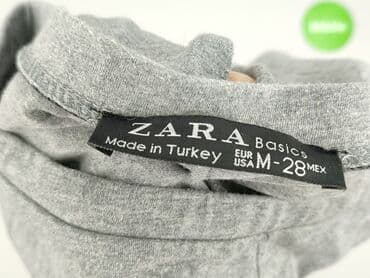 ZARA Basics
Made in Turkey EUR USA M-28 MEX